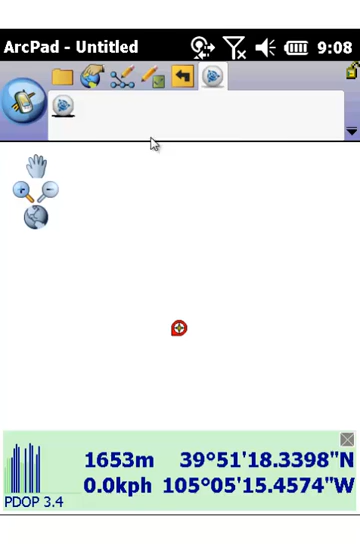 ArcPad - Untitled 9:08
1653m 39°51'18.3398"N
0.0kph 105°05'15.4574"W
PDOP 3.4